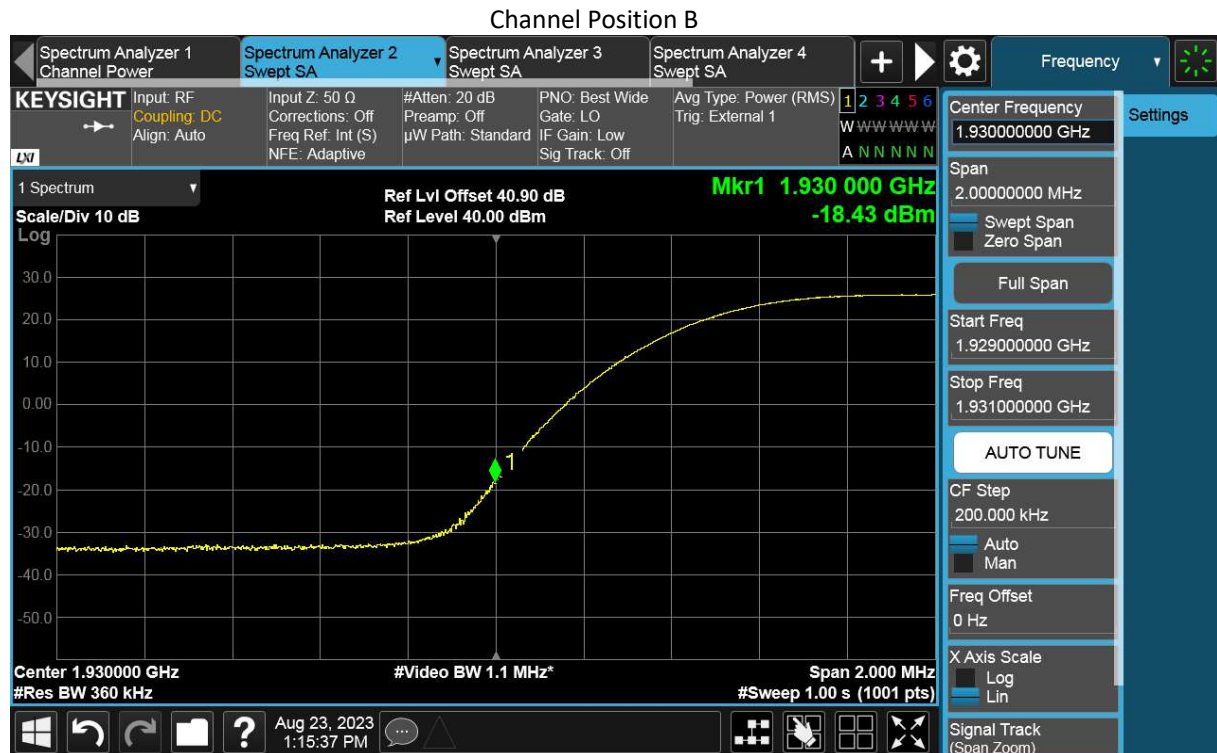 Channel Position B
Spectrum Analyzer 1
Channel Power
Spectrum Analyzer 2
Swept SA
Spectrum Analyzer 3
Swept SA
Spectrum Analyzer 4
Swept SA
Frequency
KEYSIGHT
LXI
Input: RF
Coupling: DC
Align: Auto
Input Z: 50 Ω
Corrections: Off
Freq Ref: Int (S)
NFE: Adaptive
#Atten: 20 dB
Preamp: Off
µW Path: Standard
PNO: Best Wide
Gate: LO
IF Gain: Low
Sig Track: Off
Avg Type: Power (RMS)
Trig: External 1
1 2 3 4 5 6
W W W W W W
A N N N N N
1 Spectrum
Scale/Div 10 dB
Log
Ref Lvl Offset 40.90 dB
Ref Level 40.00 dBm
Mkr1 1.930 000 GHz
-18.43 dBm
30.0
20.0
10.0
0.00
-10.0
-20.0
-30.0
-40.0
-50.0
1
Center 1.930000 GHz
#Res BW 360 kHz
#Video BW 1.1 MHz*
Span 2.000 MHz
#Sweep 1.00 s (1001 pts)
?
Aug 23, 2023
1:15:37 PM
Settings
Center Frequency
1.930000000 GHz
Span
2.00000000 MHz
Swept Span
Zero Span
Full Span
Start Freq
1.929000000 GHz
Stop Freq
1.931000000 GHz
AUTO TUNE
CF Step
200.000 kHz
Auto
Man
Freq Offset
0 Hz
X Axis Scale
Log
Lin
Signal Track
(Span Zoom)